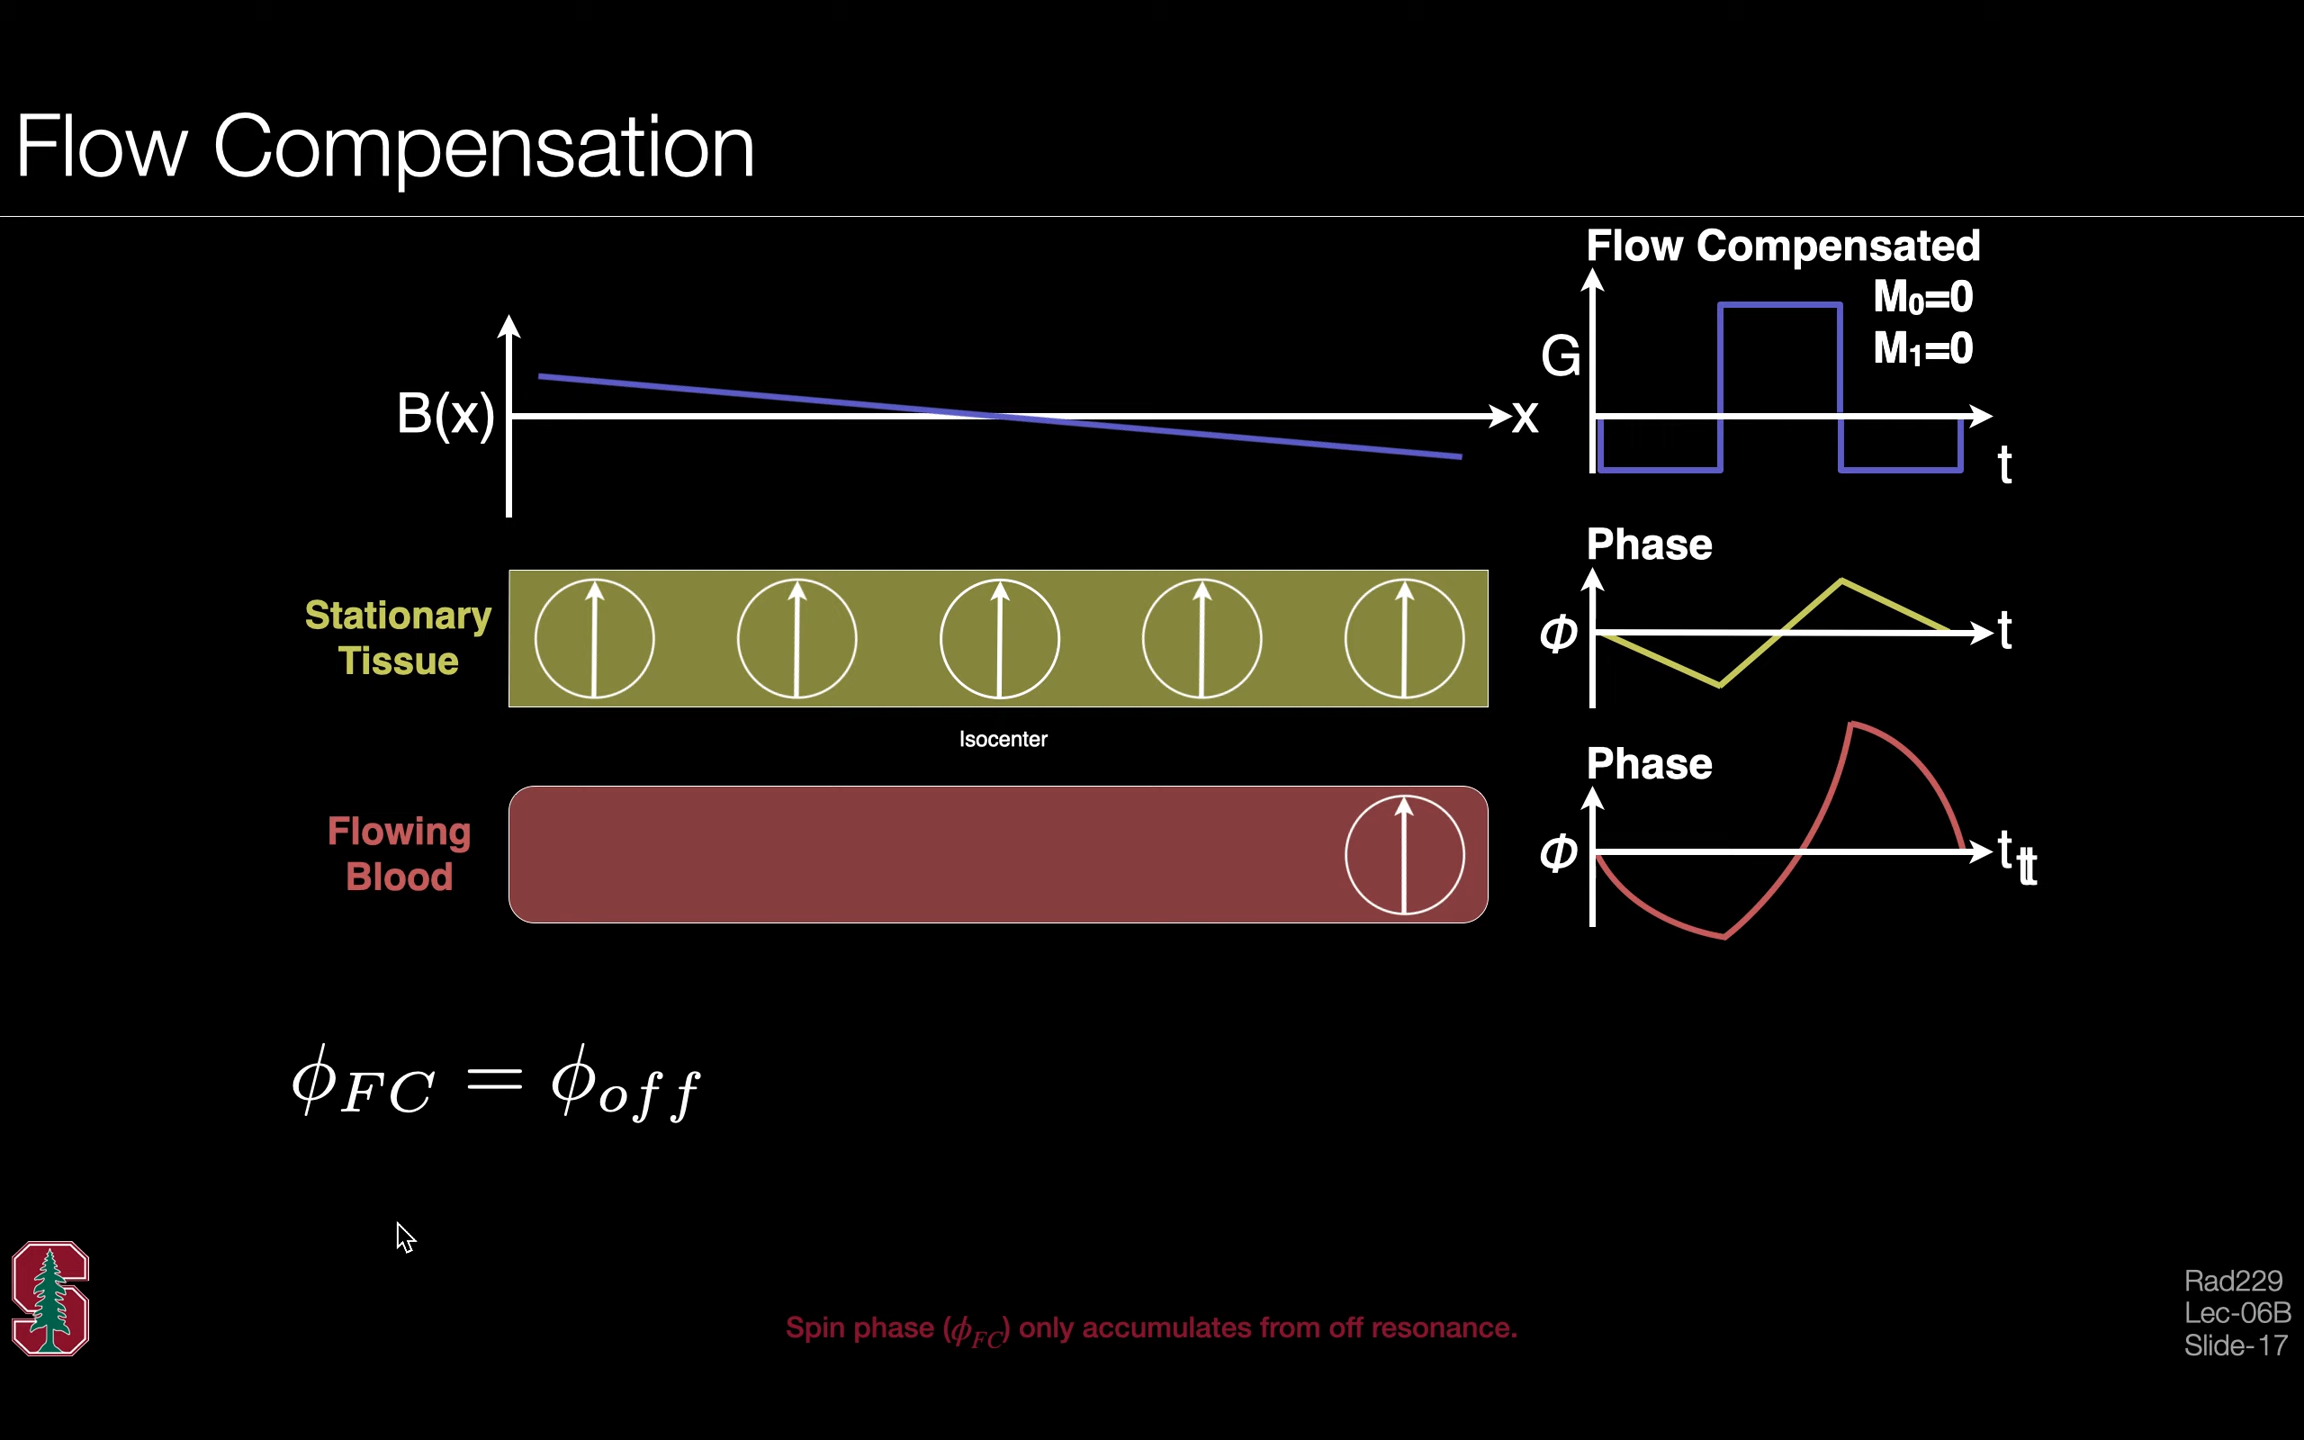 Flow Compensation
Flow Compensated
M₀=0
M₁=0
G
t
B(x)
x
Phase
Φ
t
Stationary
Tissue
Isocenter
Phase
Φ
t
t
t
Flowing
Blood
ϕ_FC = ϕ_off
Spin phase (ϕ_FC) only accumulates from off resonance.
Rad229
Lec-06B
Slide-17